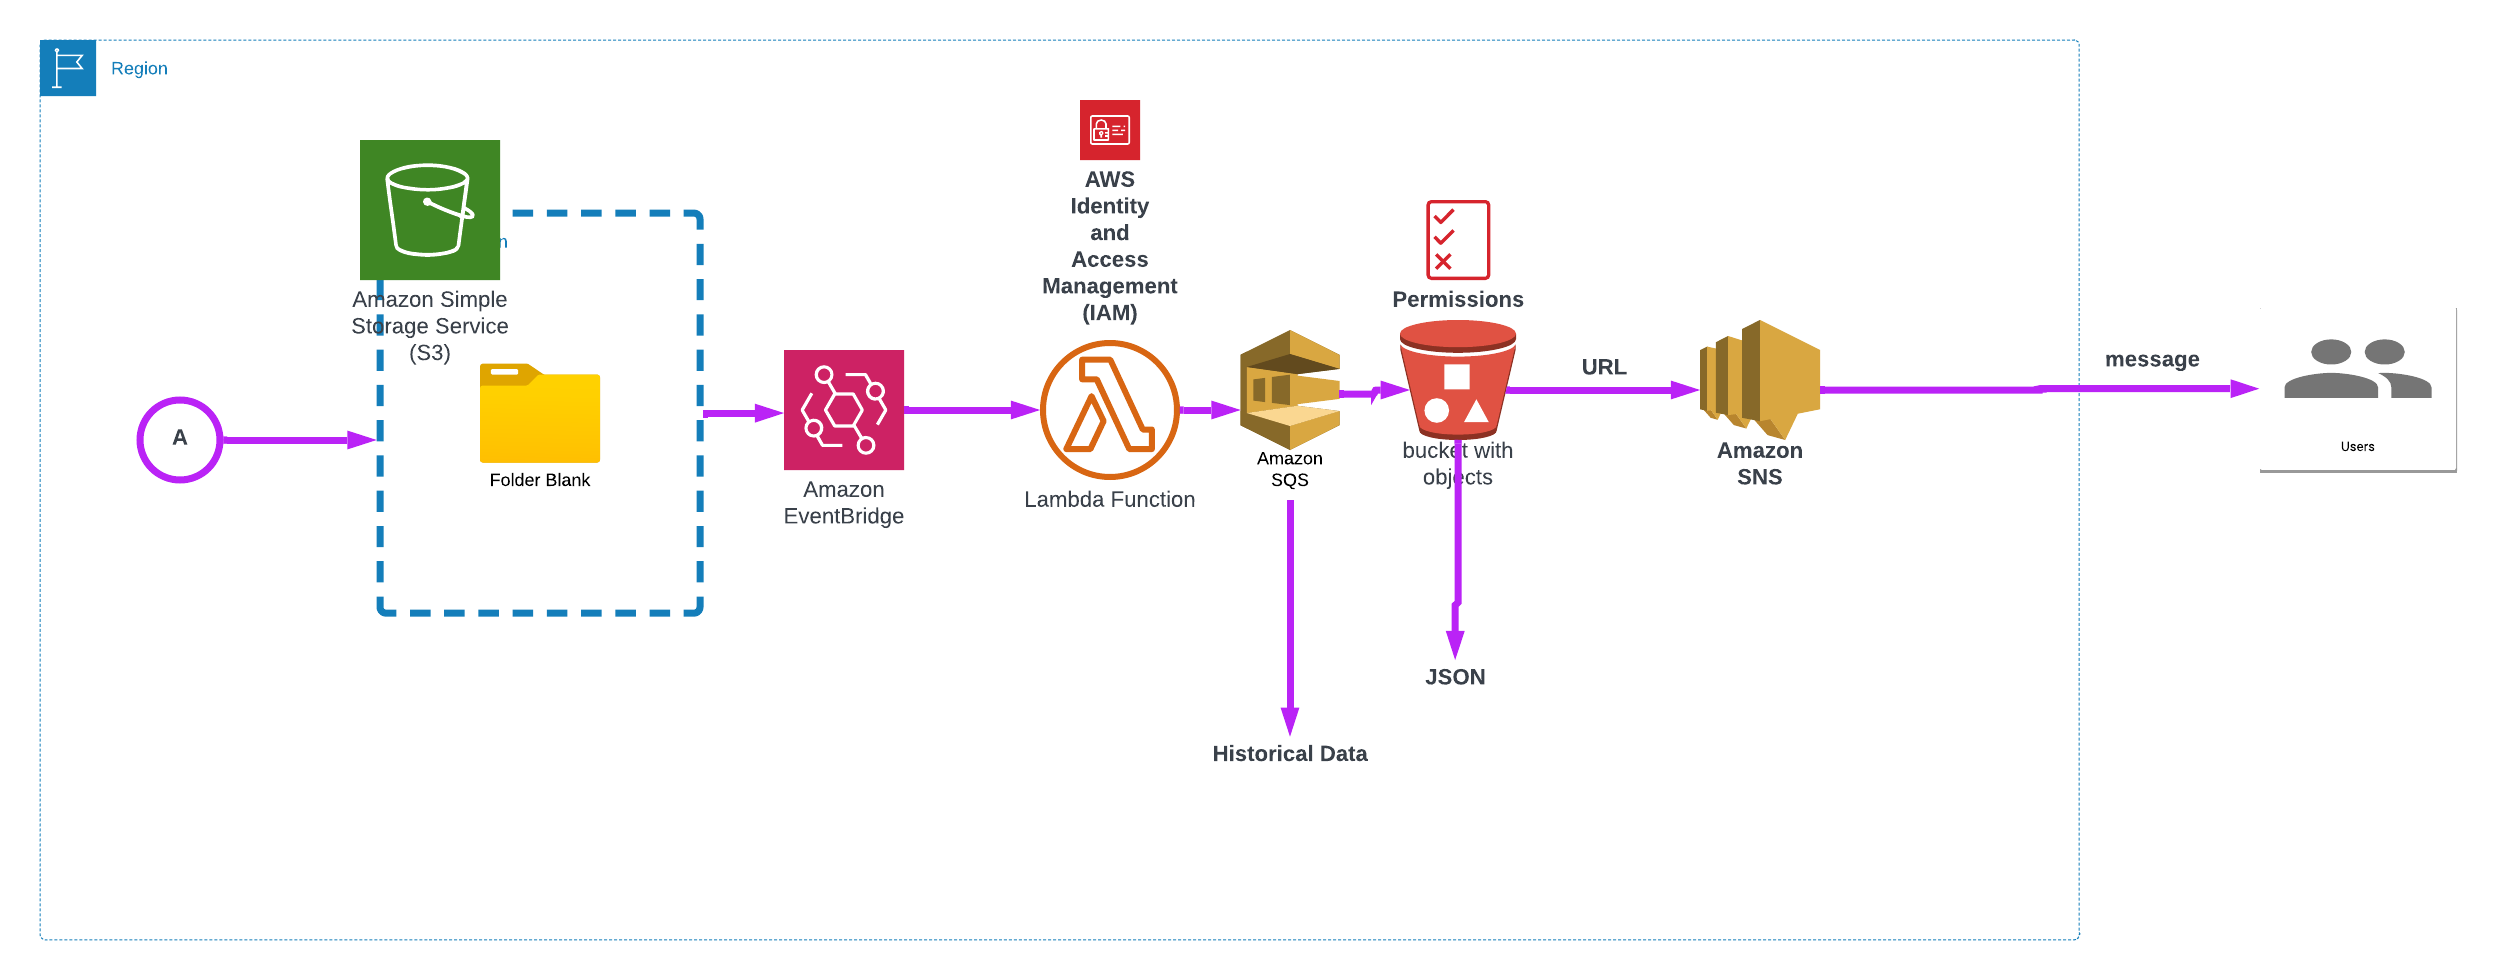 Region
AWS
Identity
and
Access
Management
(IAM)
n
Amazon Simple
Storage Service
(S3)
Permissions
A
Folder Blank
Amazon
EventBridge
Lambda Function
Amazon
SQS
bucket with
objects
URL
Amazon
SNS
message
Users
JSON
Historical Data